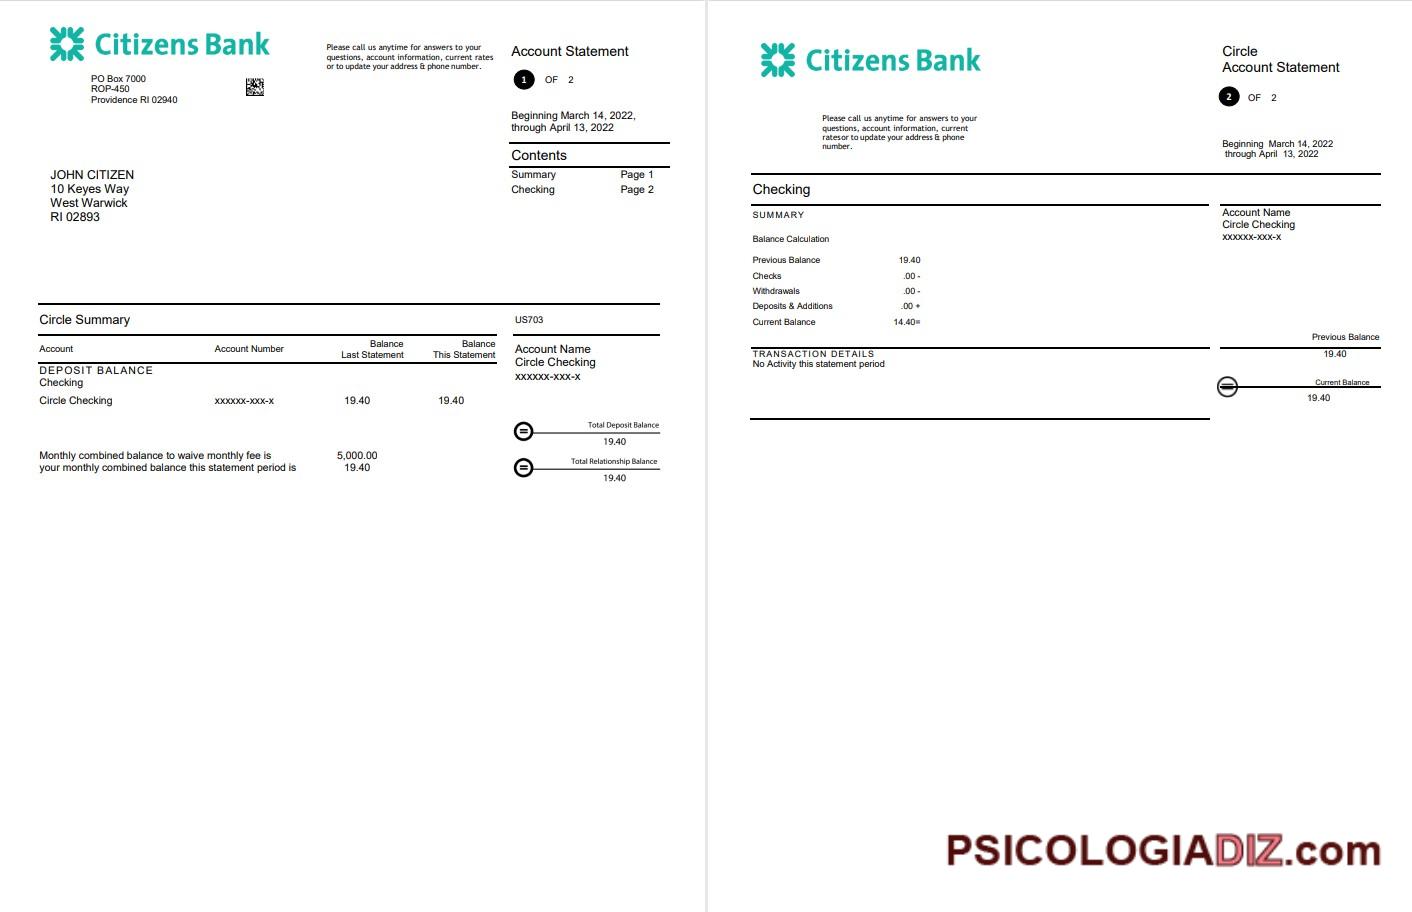 Citizens Bank
PO Box 7000
ROP-450
Providence RI 02940
Please call us anytime for answers to your
questions, account information, current rates
or to update your address & phone number.
Account Statement
1 OF 2
Beginning March 14, 2022,
through April 13, 2022
Contents
Summary Page 1
Checking Page 2
JOHN CITIZEN
10 Keyes Way
West Warwick
RI 02893
Circle Summary
US703
Account Account Number Balance Last Statement Balance This Statement
DEPOSIT BALANCE
Checking
Circle Checking xxxxxx-xxx-x 19.40 19.40
Monthly combined balance to waive monthly fee is 5,000.00
your monthly combined balance this statement period is 19.40
Account Name
Circle Checking
xxxxxx-xxx-x
Total Deposit Balance
=
19.40
Total Relationship Balance
=
19.40
Citizens Bank
Please call us anytime for answers to your
questions, account information, current
ratesor to update your address & phone
number.
Circle
Account Statement
2 OF 2
Beginning March 14, 2022
through April 13, 2022
Checking
SUMMARY
Balance Calculation
Previous Balance 19.40
Checks .00 -
Withdrawals .00 -
Deposits & Additions .00 +
Current Balance 14.40=
TRANSACTION DETAILS
No Activity this statement period
Account Name
Circle Checking
xxxxxx-xxx-x
Previous Balance
19.40
Current Balance
=
19.40
PSICOLOGIADIZ.com